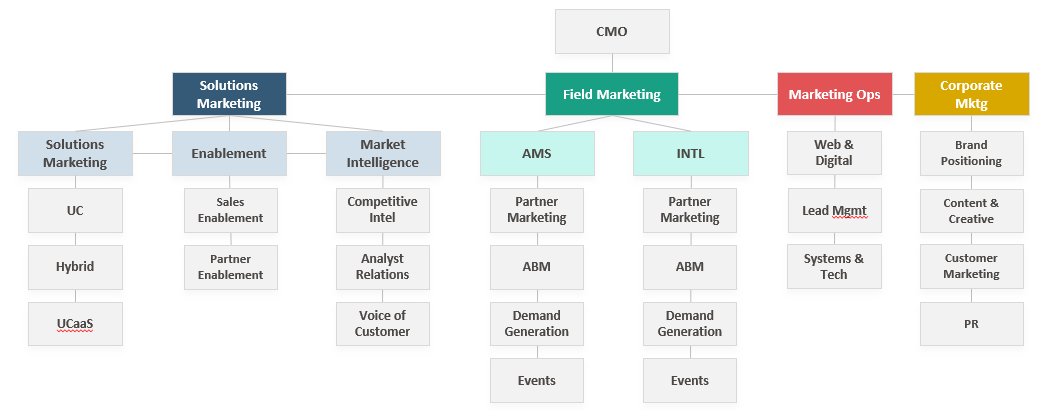 CMO
Solutions
Marketing
Field Marketing
Marketing Ops
Corporate
Mktg
Solutions
Marketing
Enablement
Market
Intelligence
AMS
INTL
Web &
Digital
Brand
Positioning
UC
Sales
Enablement
Competitive
Intel
Partner
Marketing
Partner
Marketing
Lead Mgmt
Content &
Creative
Hybrid
Partner
Enablement
Analyst
Relations
ABM
ABM
Systems &
Tech
Customer
Marketing
UCaaS
Voice of
Customer
Demand
Generation
Demand
Generation
PR
Events
Events